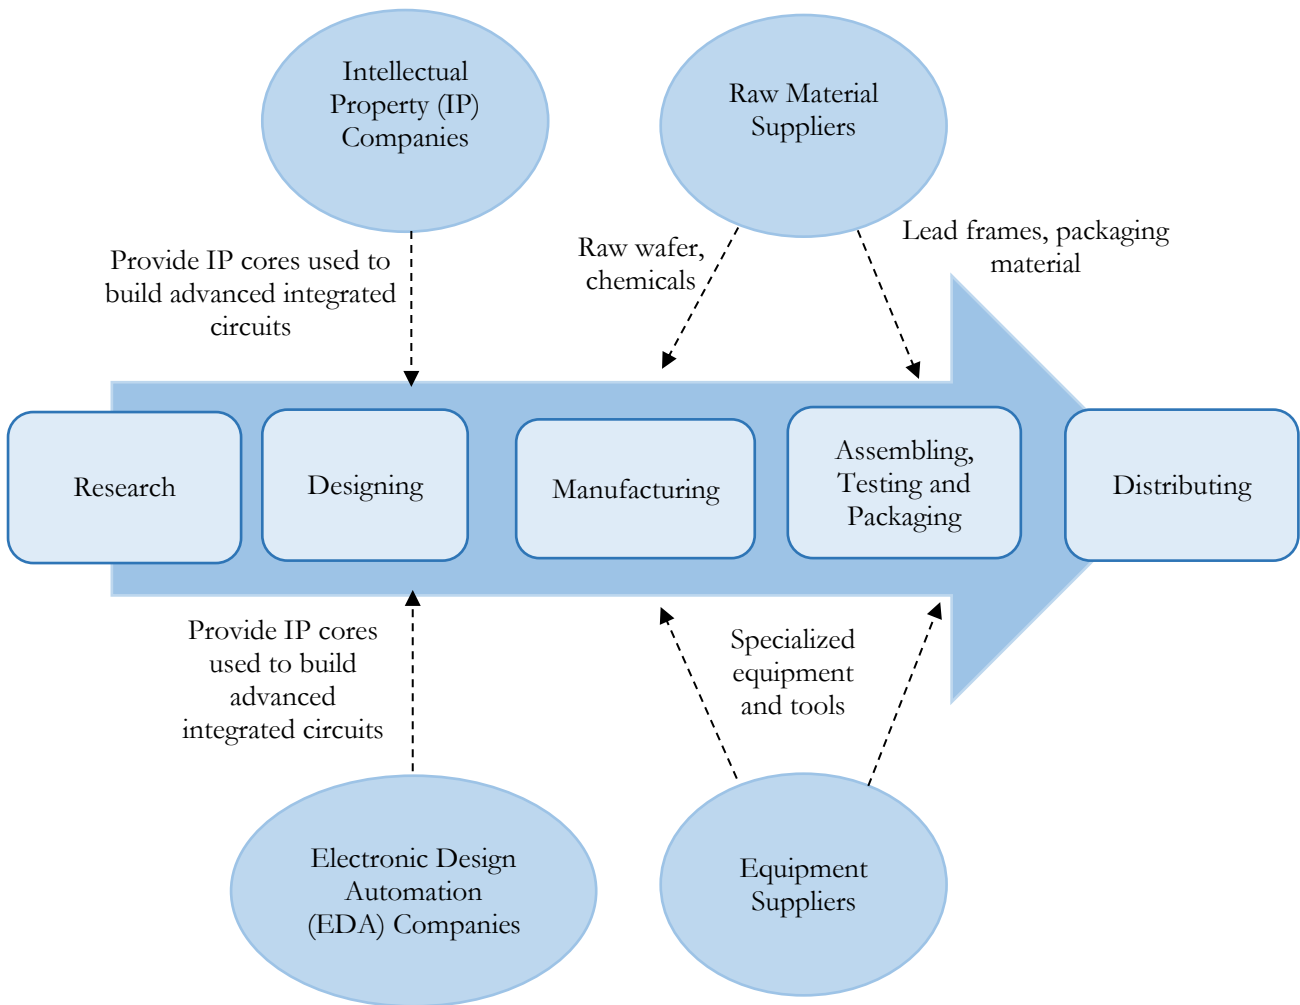 Intellectual
Property (IP)
Companies
Raw Material
Suppliers
Provide IP cores used to
build advanced integrated
circuits
Raw wafer,
chemicals
Lead frames, packaging
material
Research
Designing
Manufacturing
Assembling,
Testing and
Packaging
Distributing
Provide IP cores
used to build
advanced
integrated circuits
Specialized
equipment
and tools
Electronic Design
Automation
(EDA) Companies
Equipment
Suppliers